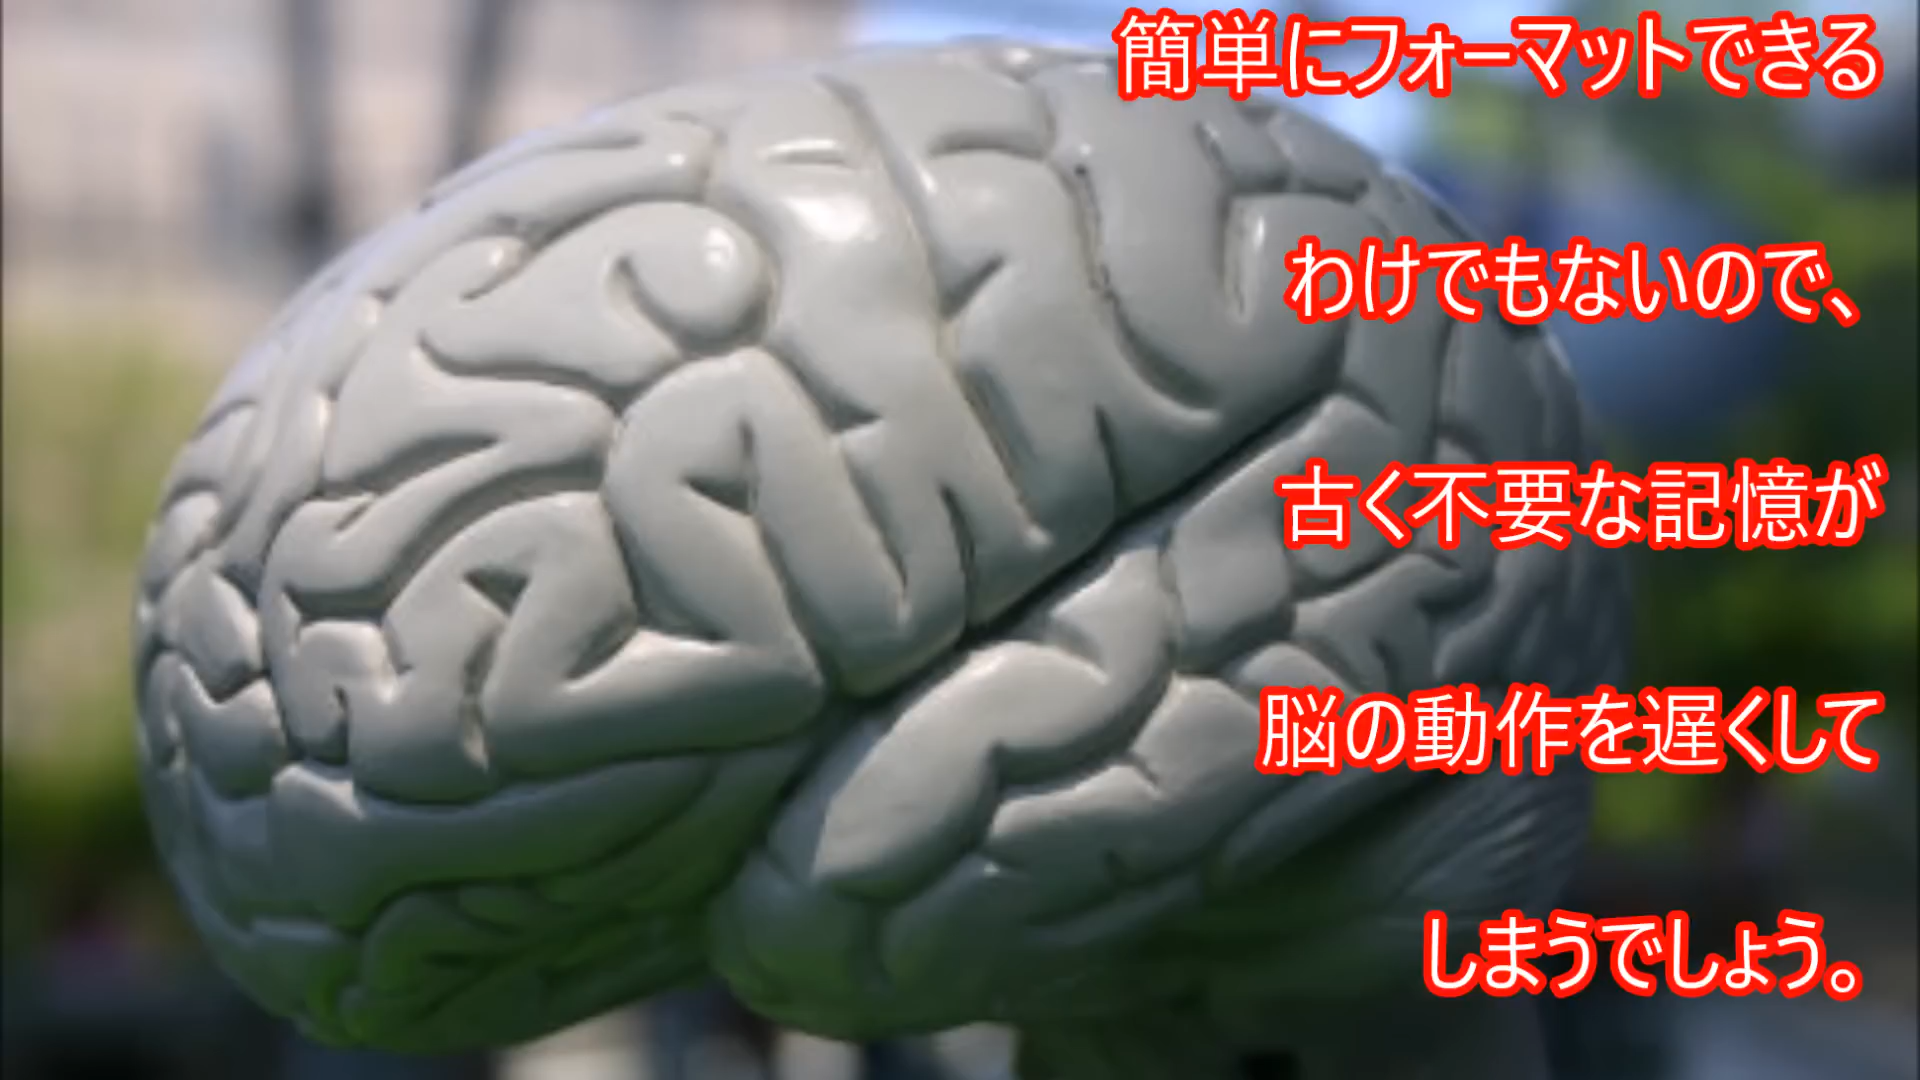 簡単にフォーマットできる
わけでもないので、
古く不要な記憶が
脳の動作を遅くして
しまうでしょう。